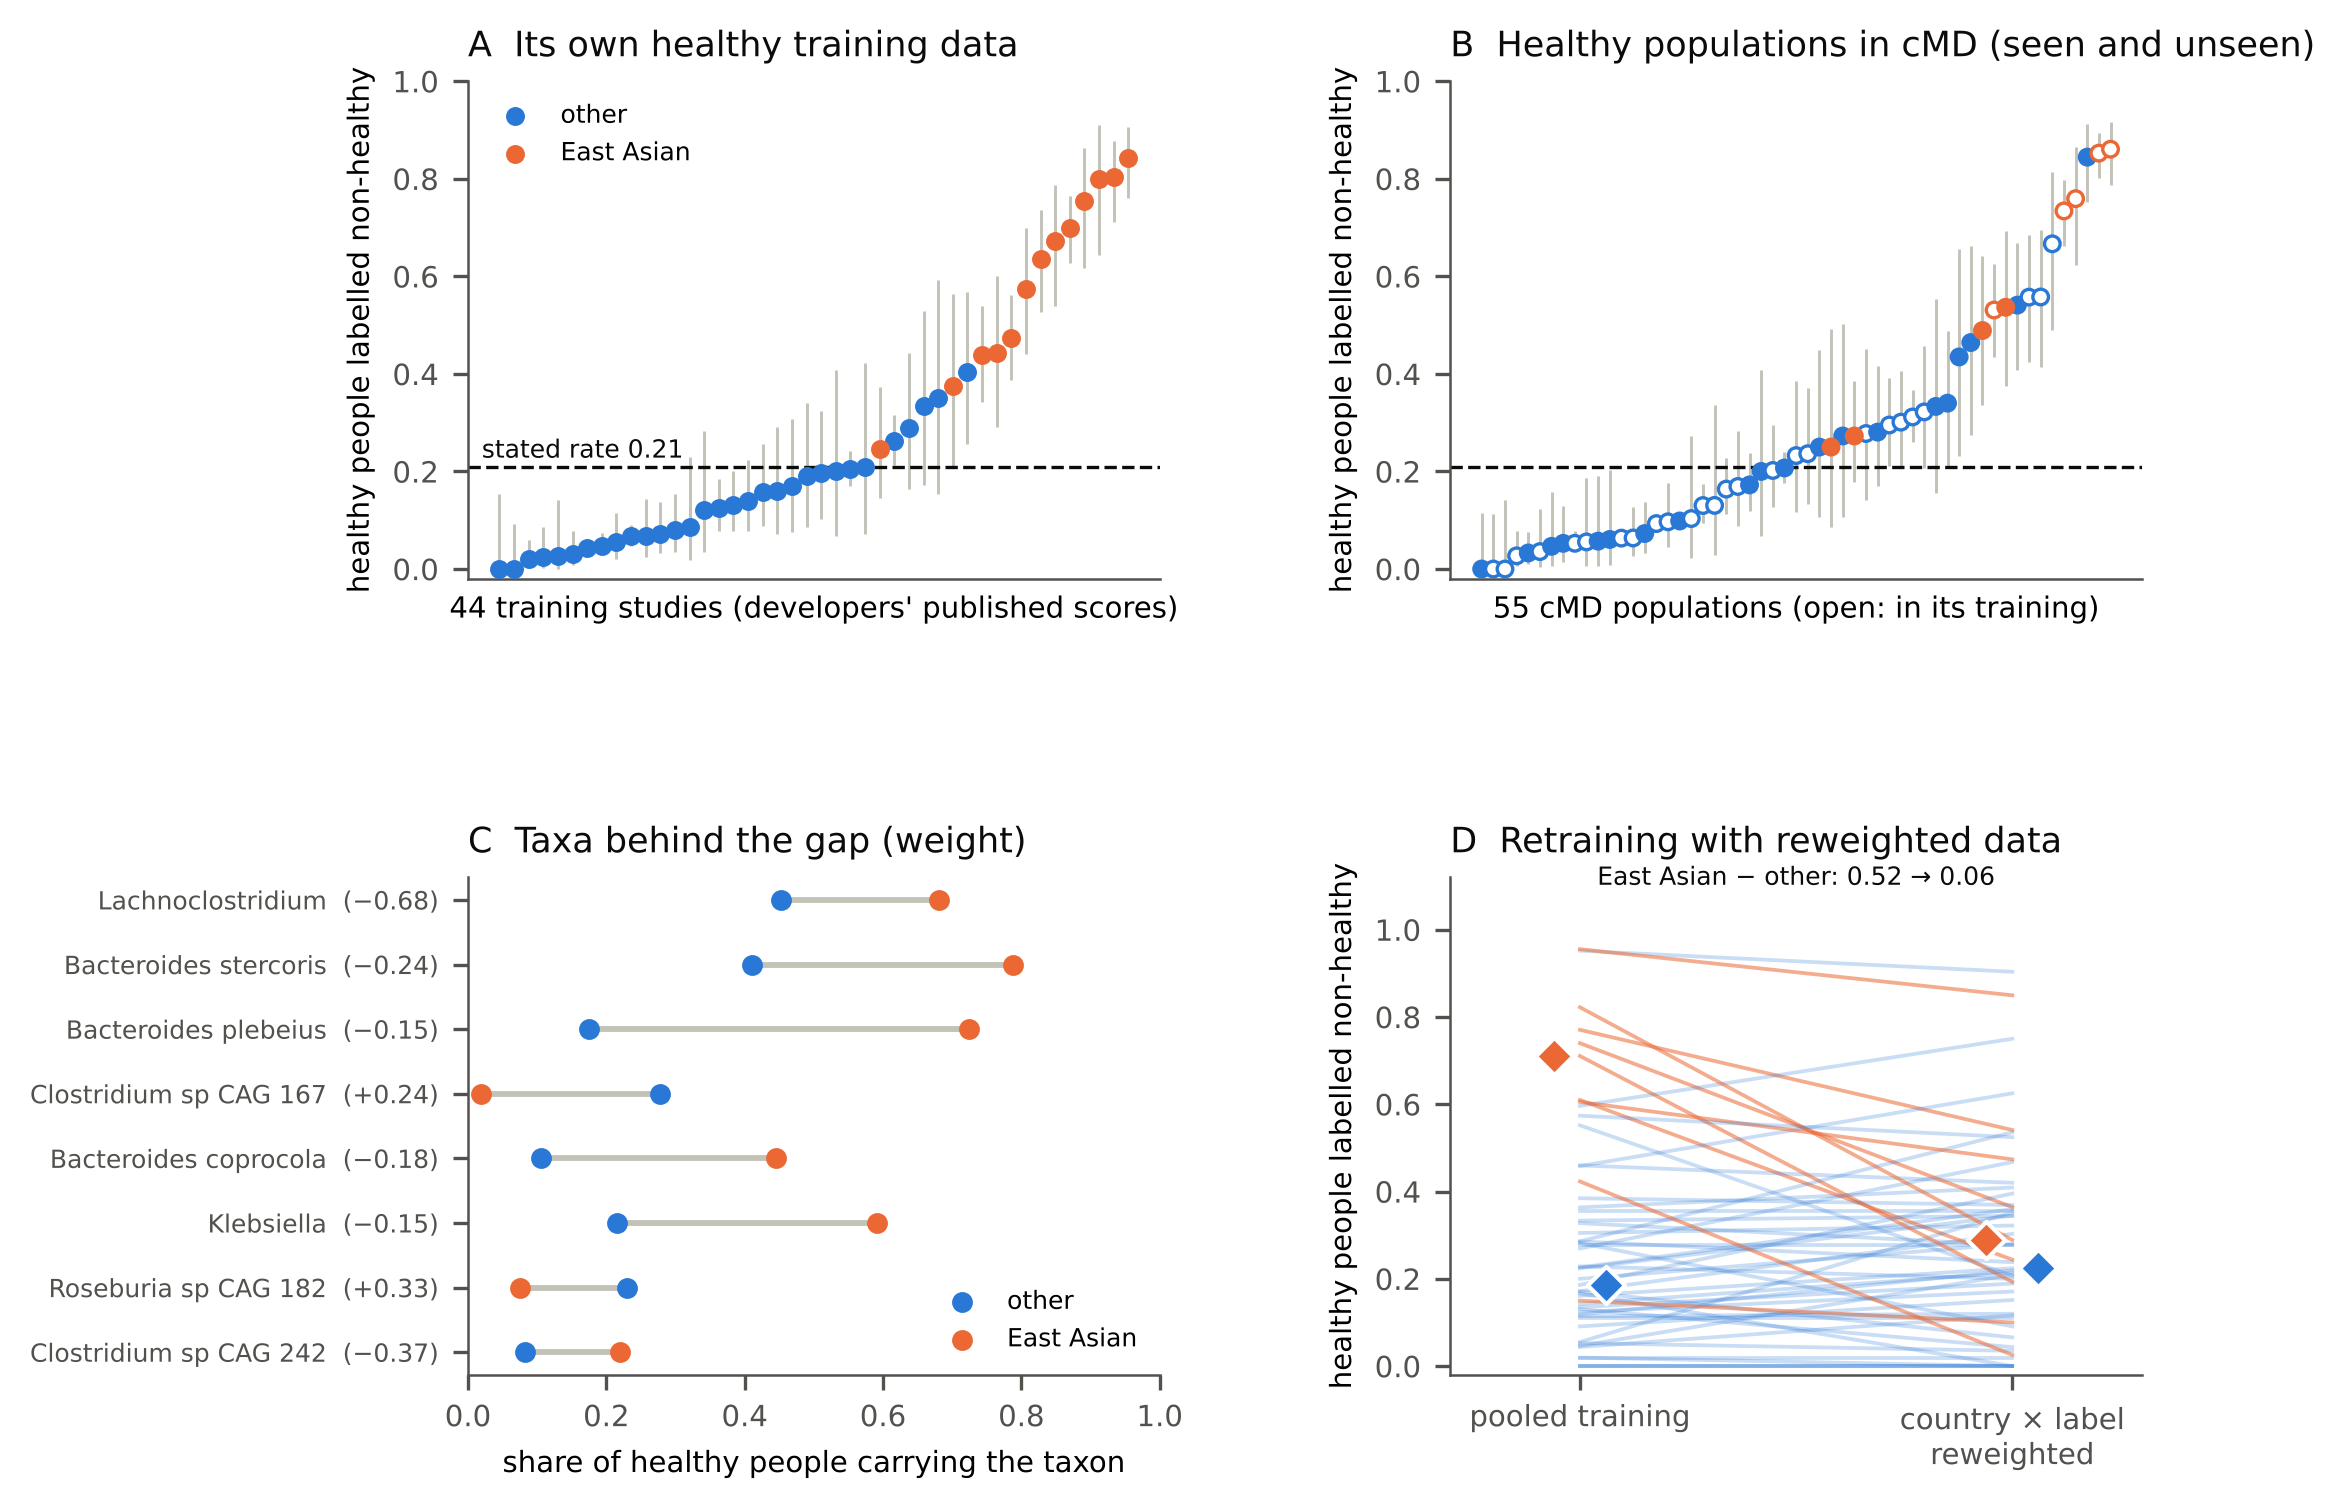 A Its own healthy training data
healthy people labelled non-healthy
1.0
0.8
0.6
0.4
0.2
0.0
other
East Asian
stated rate 0.21
44 training studies (developers' published scores)
B Healthy populations in cMD (seen and unseen)
healthy people labelled non-healthy
1.0
0.8
0.6
0.4
0.2
0.0
55 cMD populations (open: in its training)
C Taxa behind the gap (weight)
Lachnoclostridium (−0.68)
Bacteroides stercoris (−0.24)
Bacteroides plebeius (−0.15)
Clostridium sp CAG 167 (+0.24)
Bacteroides coprocola (−0.18)
Klebsiella (−0.15)
Roseburia sp CAG 182 (+0.33)
Clostridium sp CAG 242 (−0.37)
other
East Asian
0.0 0.2 0.4 0.6 0.8 1.0
share of healthy people carrying the taxon
D Retraining with reweighted data
East Asian − other: 0.52 → 0.06
healthy people labelled non-healthy
1.0
0.8
0.6
0.4
0.2
0.0
pooled training
country × label
reweighted